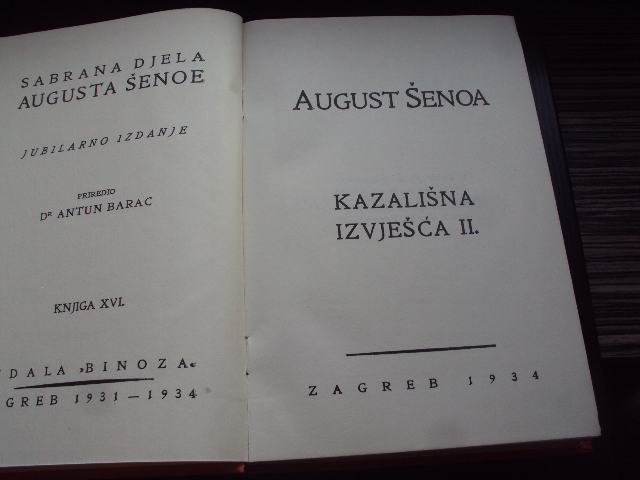 SABRANA DJELA
AUGUSTA ŠENOE
JUBILARNO IZDANJE
PRIREDIO
DR ANTUN BARAC
KNJIGA XVI.
DALA »BINOZA«
GREB 1931 — 1934
AUGUST ŠENOA
KAZALIŠNA
IZVJEŠĆA II.
ZAGREB 1934